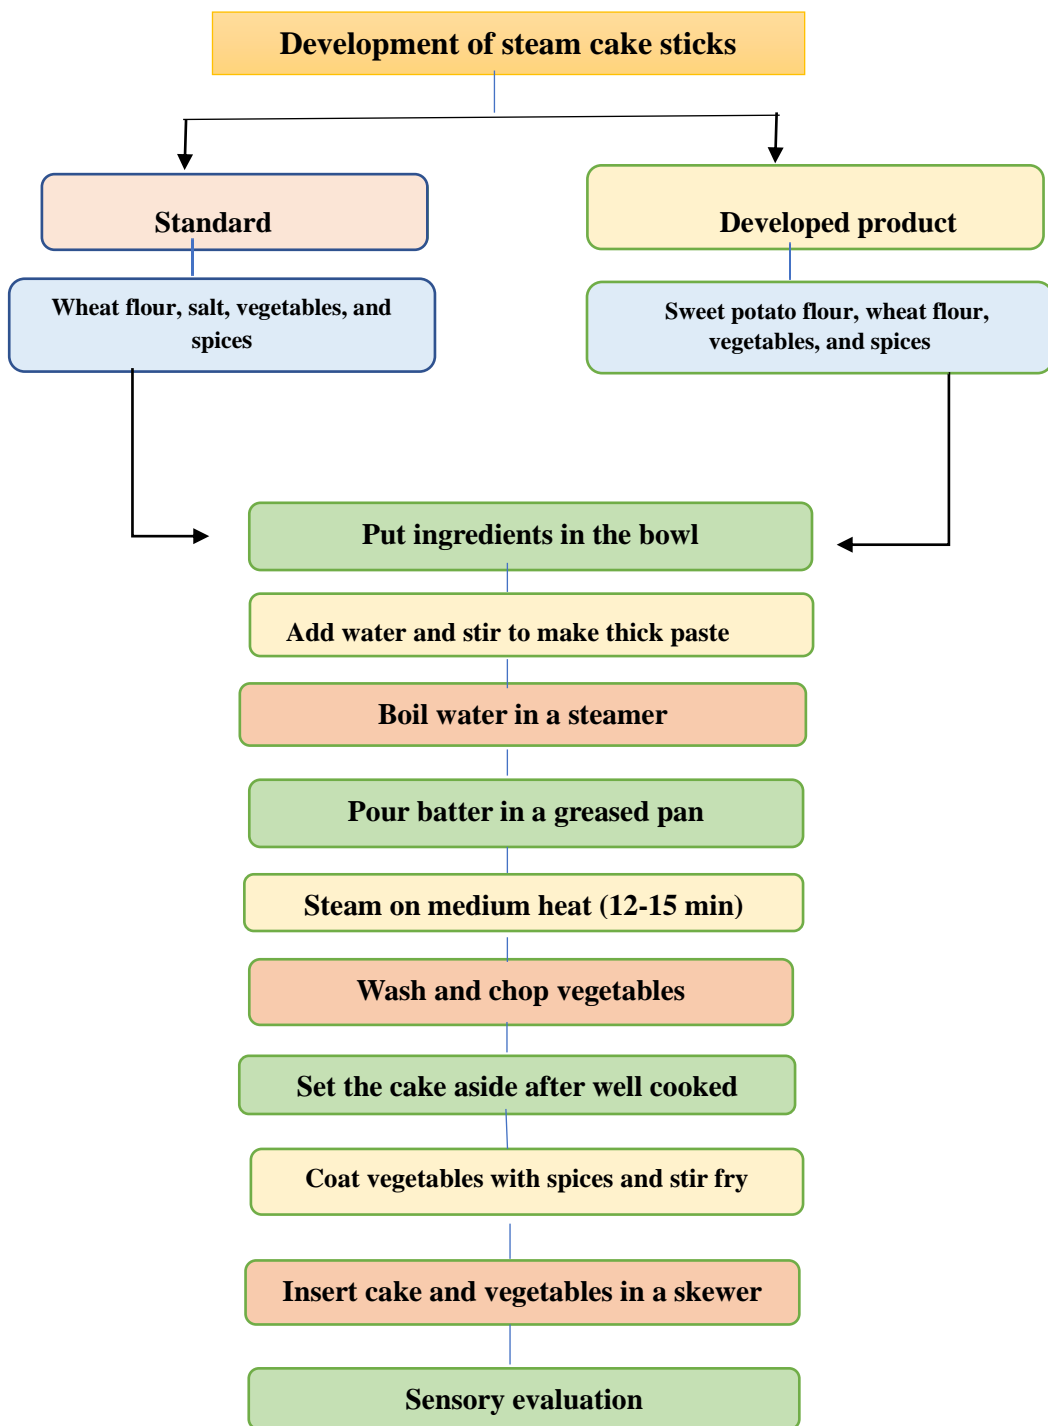 Development of steam cake sticks
Standard
Developed product
Wheat flour, salt, vegetables, and
spices
Sweet potato flour, wheat flour,
vegetables, and spices
Put ingredients in the bowl
Add water and stir to make thick paste
Boil water in a steamer
Pour batter in a greased pan
Steam on medium heat (12-15 min)
Wash and chop vegetables
Set the cake aside after well cooked
Coat vegetables with spices and stir fry
Insert cake and vegetables in a skewer
Sensory evaluation